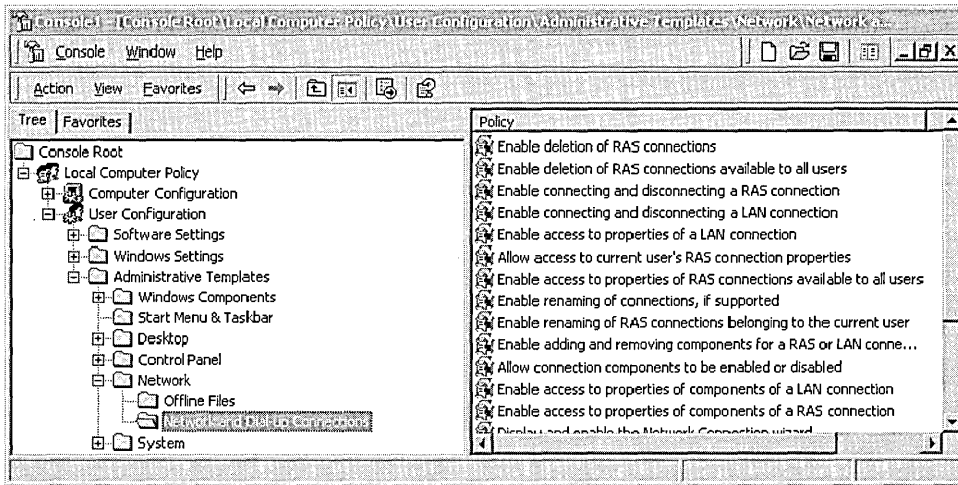 Console1 - [Console Root\Local Computer Policy\User Configuration\Administrative Templates\Network\Network a...
Console Window Help
Action View Favorites
Tree Favorites
Console Root
Local Computer Policy
Computer Configuration
User Configuration
Software Settings
Windows Settings
Administrative Templates
Windows Components
Start Menu & Taskbar
Desktop
Control Panel
Network
Offline Files
Network and Dial-up Connections
System
Policy
Enable deletion of RAS connections
Enable deletion of RAS connections available to all users
Enable connecting and disconnecting a RAS connection
Enable connecting and disconnecting a LAN connection
Enable access to properties of a LAN connection
Allow access to current user's RAS connection properties
Enable access to properties of RAS connections available to all users
Enable renaming of connections, if supported
Enable renaming of RAS connections belonging to the current user
Enable adding and removing components for a RAS or LAN conne...
Allow connection components to be enabled or disabled
Enable access to properties of components of a LAN connection
Enable access to properties of components of a RAS connection
Display and enable the Network Connection wizard